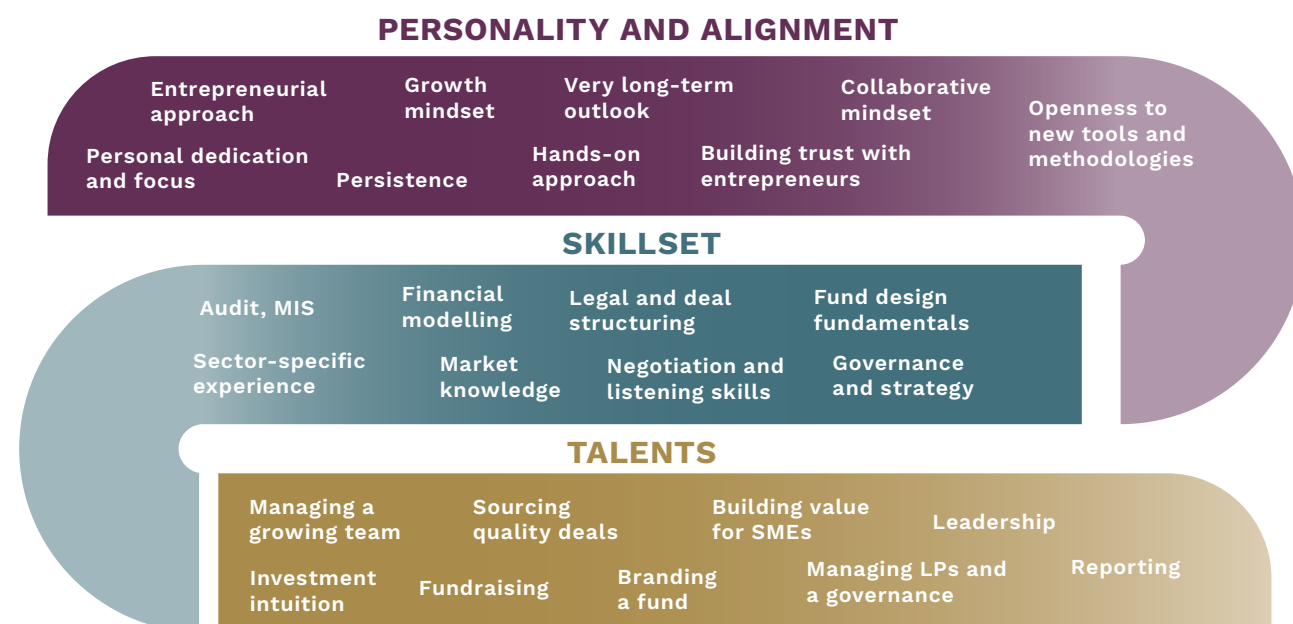 PERSONALITY AND ALIGNMENT
Entrepreneurial
approach
Growth
mindset
Very long-term
outlook
Collaborative
mindset
Openness to
new tools and
methodologies
Personal dedication
and focus
Persistence
Hands-on
approach
Building trust with
entrepreneurs
SKILLSET
Audit, MIS
Financial
modelling
Legal and deal
structuring
Fund design
fundamentals
Sector-specific
experience
Market
knowledge
Negotiation and
listening skills
Governance
and strategy
TALENTS
Managing a
growing team
Sourcing
quality deals
Building value
for SMEs
Leadership
Investment
intuition
Fundraising
Branding
a fund
Managing LPs and
a governance
Reporting